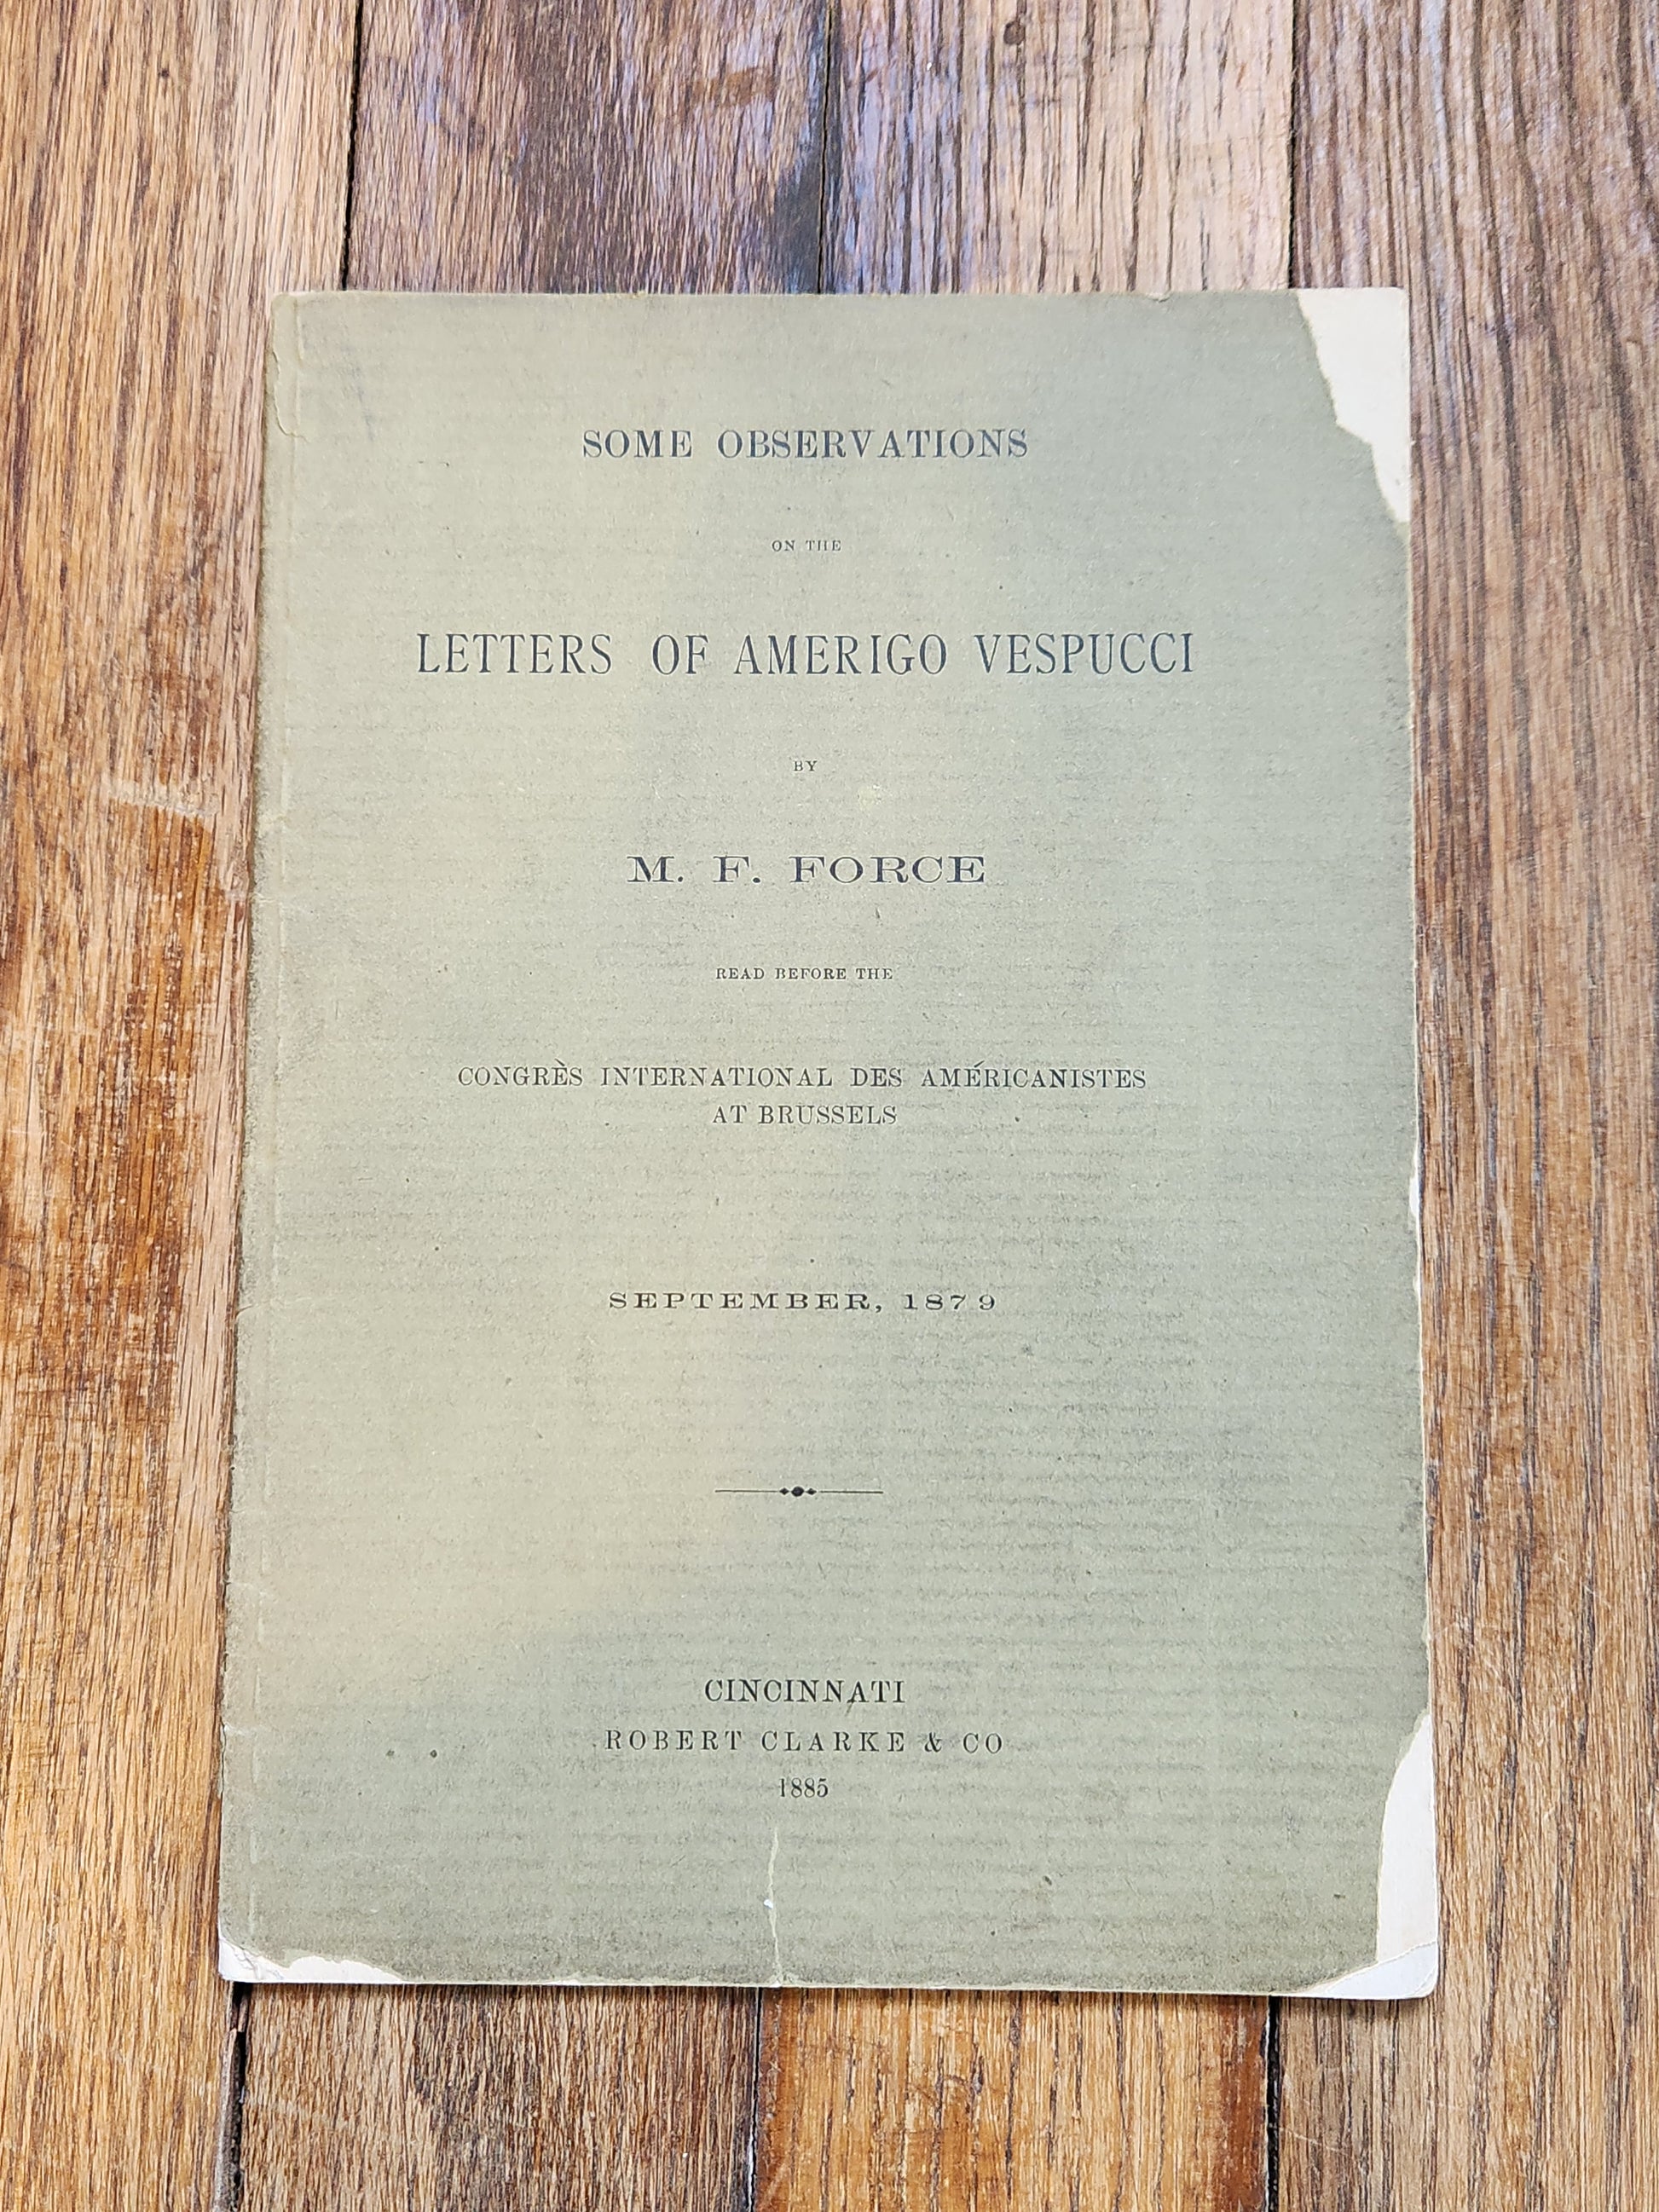 SOME OBSERVATIONS
ON THE
LETTERS OF AMERIGO VESPUCCI
BY
M. F. FORCE
READ BEFORE THE
CONGRÈS INTERNATIONAL DES AMÉRICANISTES
AT BRUSSELS
SEPTEMBER, 1879
CINCINNATI
ROBERT CLARKE & CO
1885